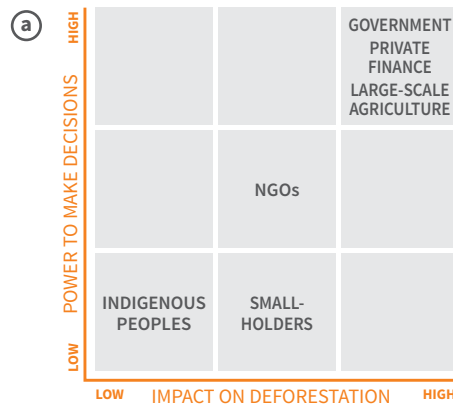 a
HIGH
GOVERNMENT
PRIVATE
FINANCE
LARGE-SCALE
AGRICULTURE
POWER TO MAKE DECISIONS
NGOs
INDIGENOUS
PEOPLES
SMALL-
HOLDERS
LOW
LOW
IMPACT ON DEFORESTATION
HIGH